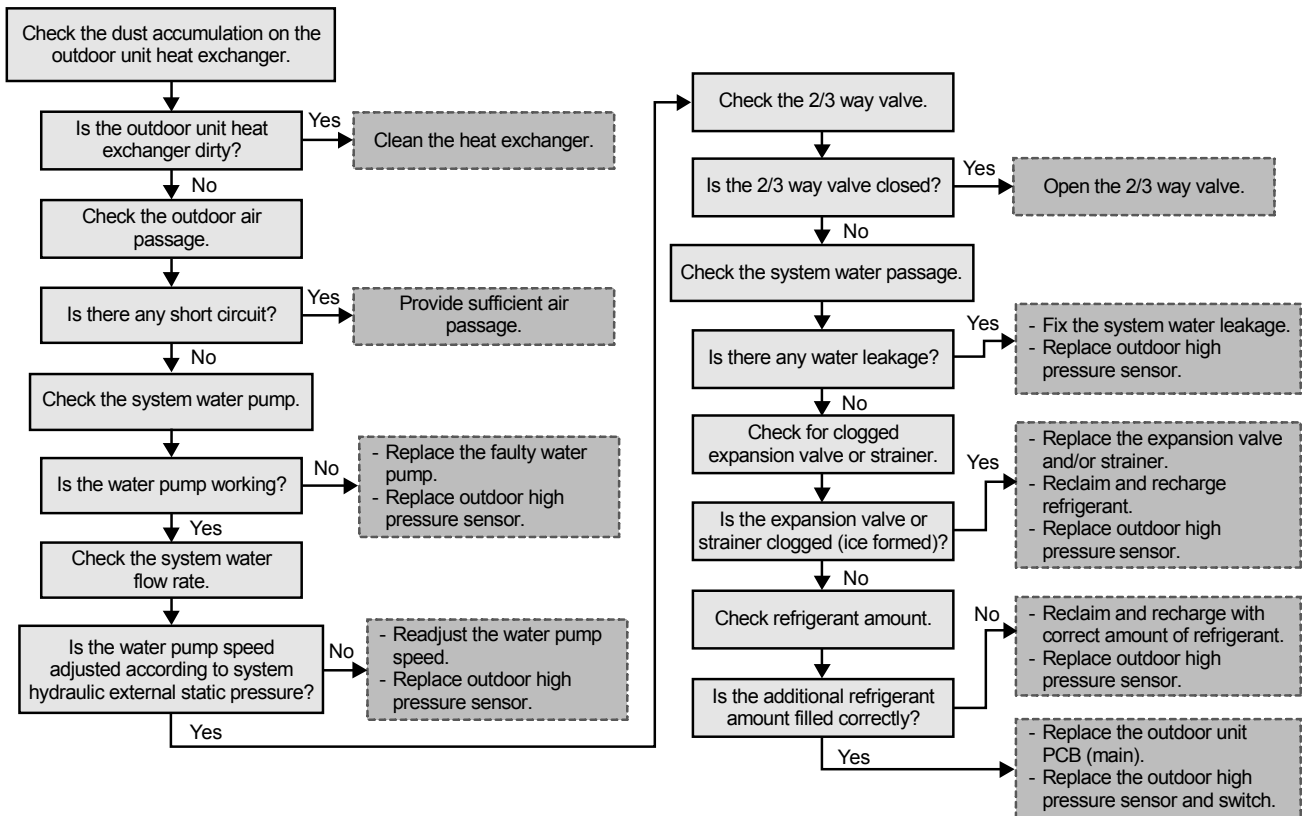 Check the dust accumulation on the
outdoor unit heat exchanger.
Is the outdoor unit heat
exchanger dirty?
Yes
Clean the heat exchanger.
No
Check the outdoor air
passage.
Is there any short circuit?
Yes
Provide sufficient air
passage.
No
Check the system water pump.
Is the water pump working?
No
- Replace the faulty water
pump.
- Replace outdoor high
pressure sensor.
Yes
Check the system water
flow rate.
Is the water pump speed
adjusted according to system
hydraulic external static pressure?
No
- Readjust the water pump
speed.
- Replace outdoor high
pressure sensor.
Yes
Check the 2/3 way valve.
Is the 2/3 way valve closed?
Yes
Open the 2/3 way valve.
No
Check the system water passage.
Is there any water leakage?
Yes
- Fix the system water leakage.
- Replace outdoor high
pressure sensor.
No
Check for clogged
expansion valve or strainer.
Is the expansion valve or
strainer clogged (ice formed)?
Yes
- Replace the expansion valve
and/or strainer.
- Reclaim and recharge
refrigerant.
- Replace outdoor high
pressure sensor.
No
Check refrigerant amount.
Is the additional refrigerant
amount filled correctly?
No
- Reclaim and recharge with
correct amount of refrigerant.
- Replace outdoor high
pressure sensor.
Yes
- Replace the outdoor unit
PCB (main).
- Replace the outdoor high
pressure sensor and switch.